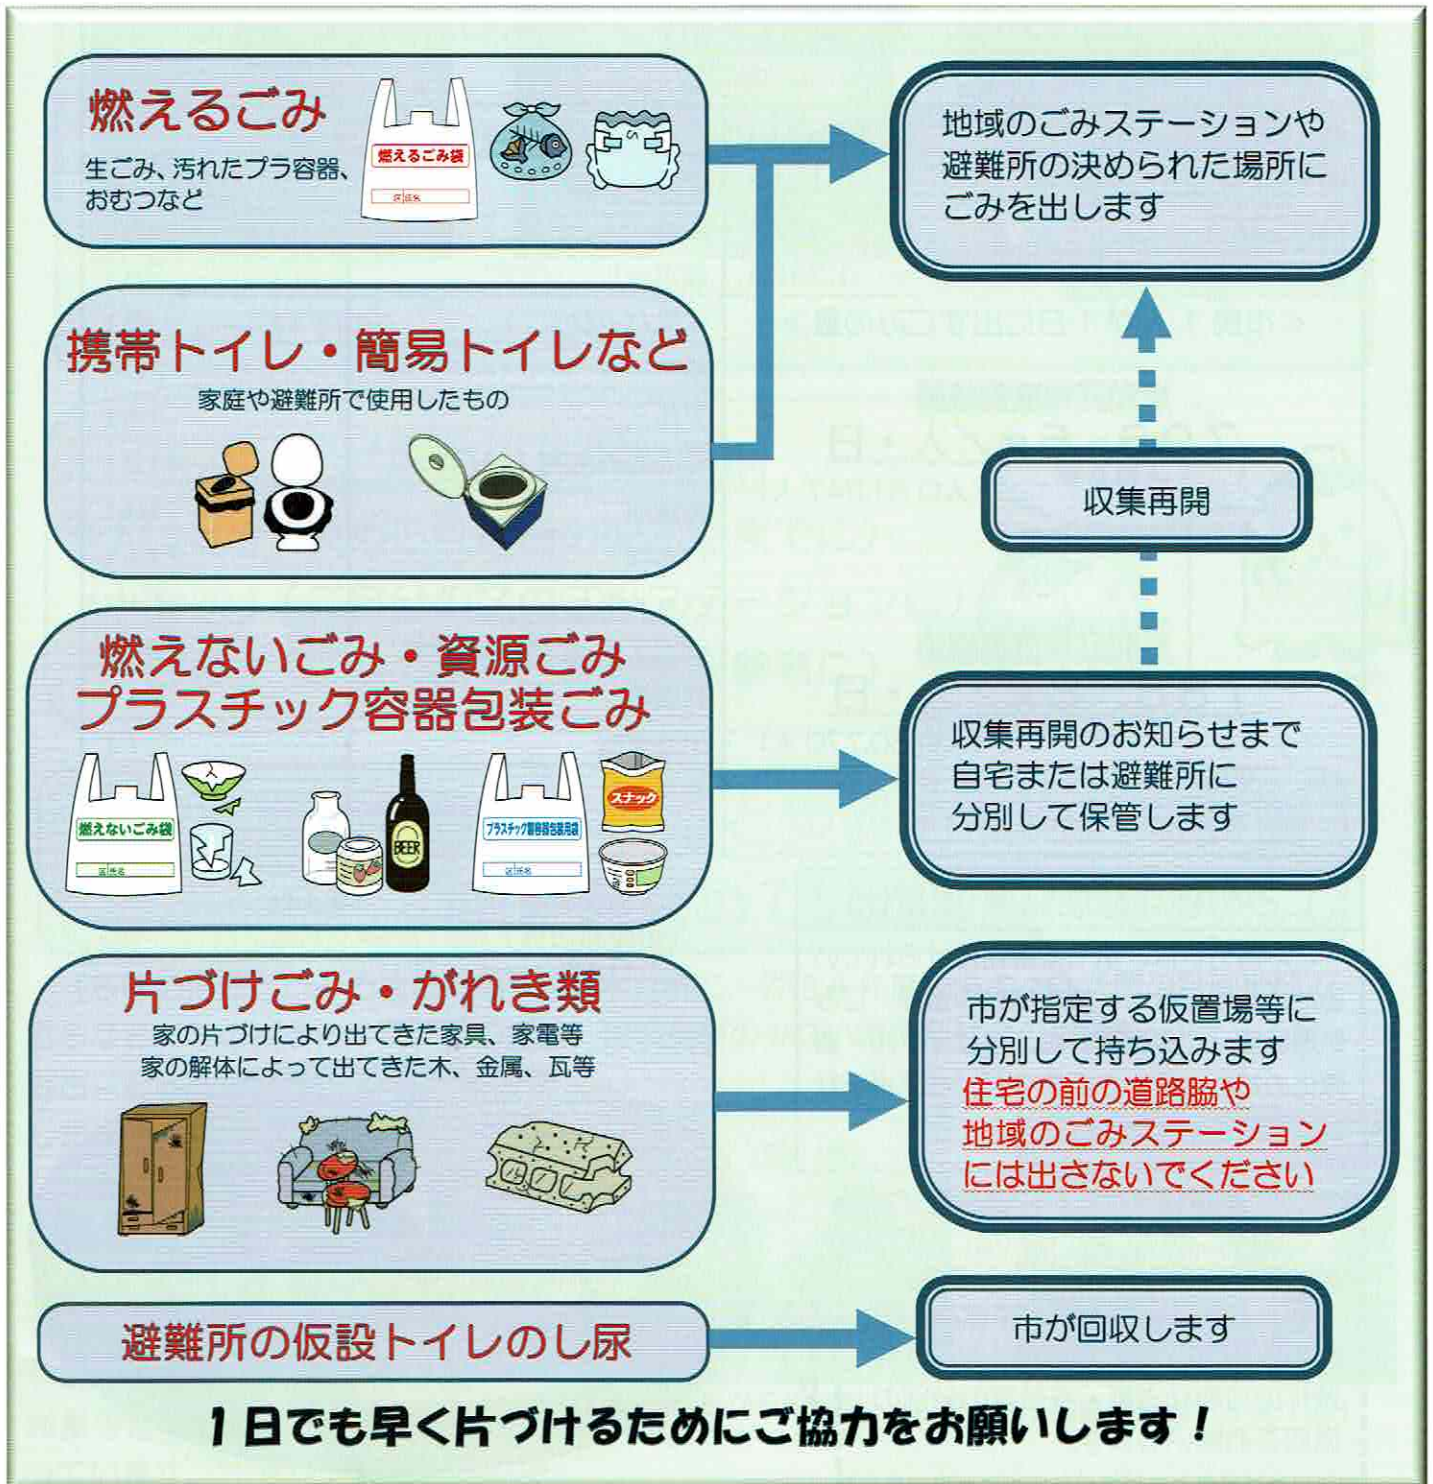 燃えるごみ
生ごみ、汚れたプラ容器、
おむつなど
燃えるごみ袋
地域のごみステーションや
避難所の決められた場所に
ごみを出します
携帯トイレ・簡易トイレなど
家庭や避難所で使用したもの
収集再開
燃えないごみ・資源ごみ
プラスチック容器包装ごみ
燃えないごみ袋
BEER
プラスチック製容器包装用袋
スナック
収集再開のお知らせまで
自宅または避難所に
分別して保管します
片づけごみ・がれき類
家の片づけにより出てきた家具、家電等
家の解体によって出てきた木、金属、瓦等
市が指定する仮置場等に
分別して持ち込みます
住宅の前の道路脇や
地域のごみステーション
には出さないでください
避難所の仮設トイレのし尿
市が回収します
1日でも早く片づけるためにご協力をお願いします!